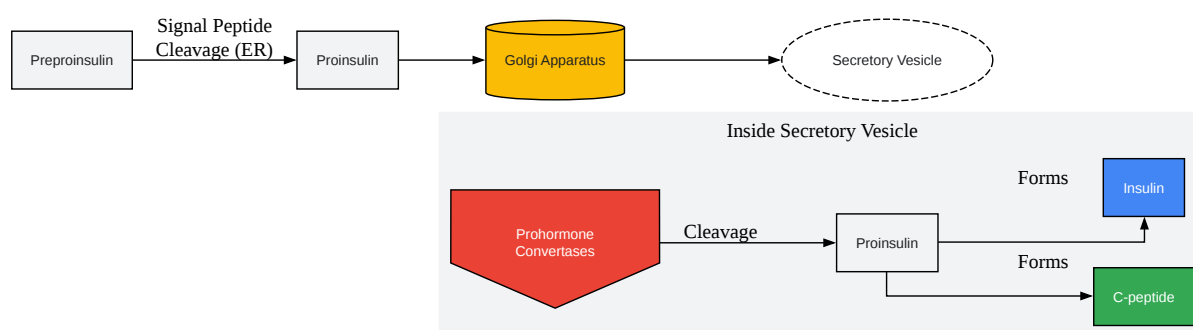 Signal Peptide
Cleavage (ER)
Preproinsulin
Proinsulin
Golgi Apparatus
Secretory Vesicle
Inside Secretory Vesicle
Prohormone
Convertases
Cleavage
Proinsulin
Forms
Insulin
Forms
C-peptide